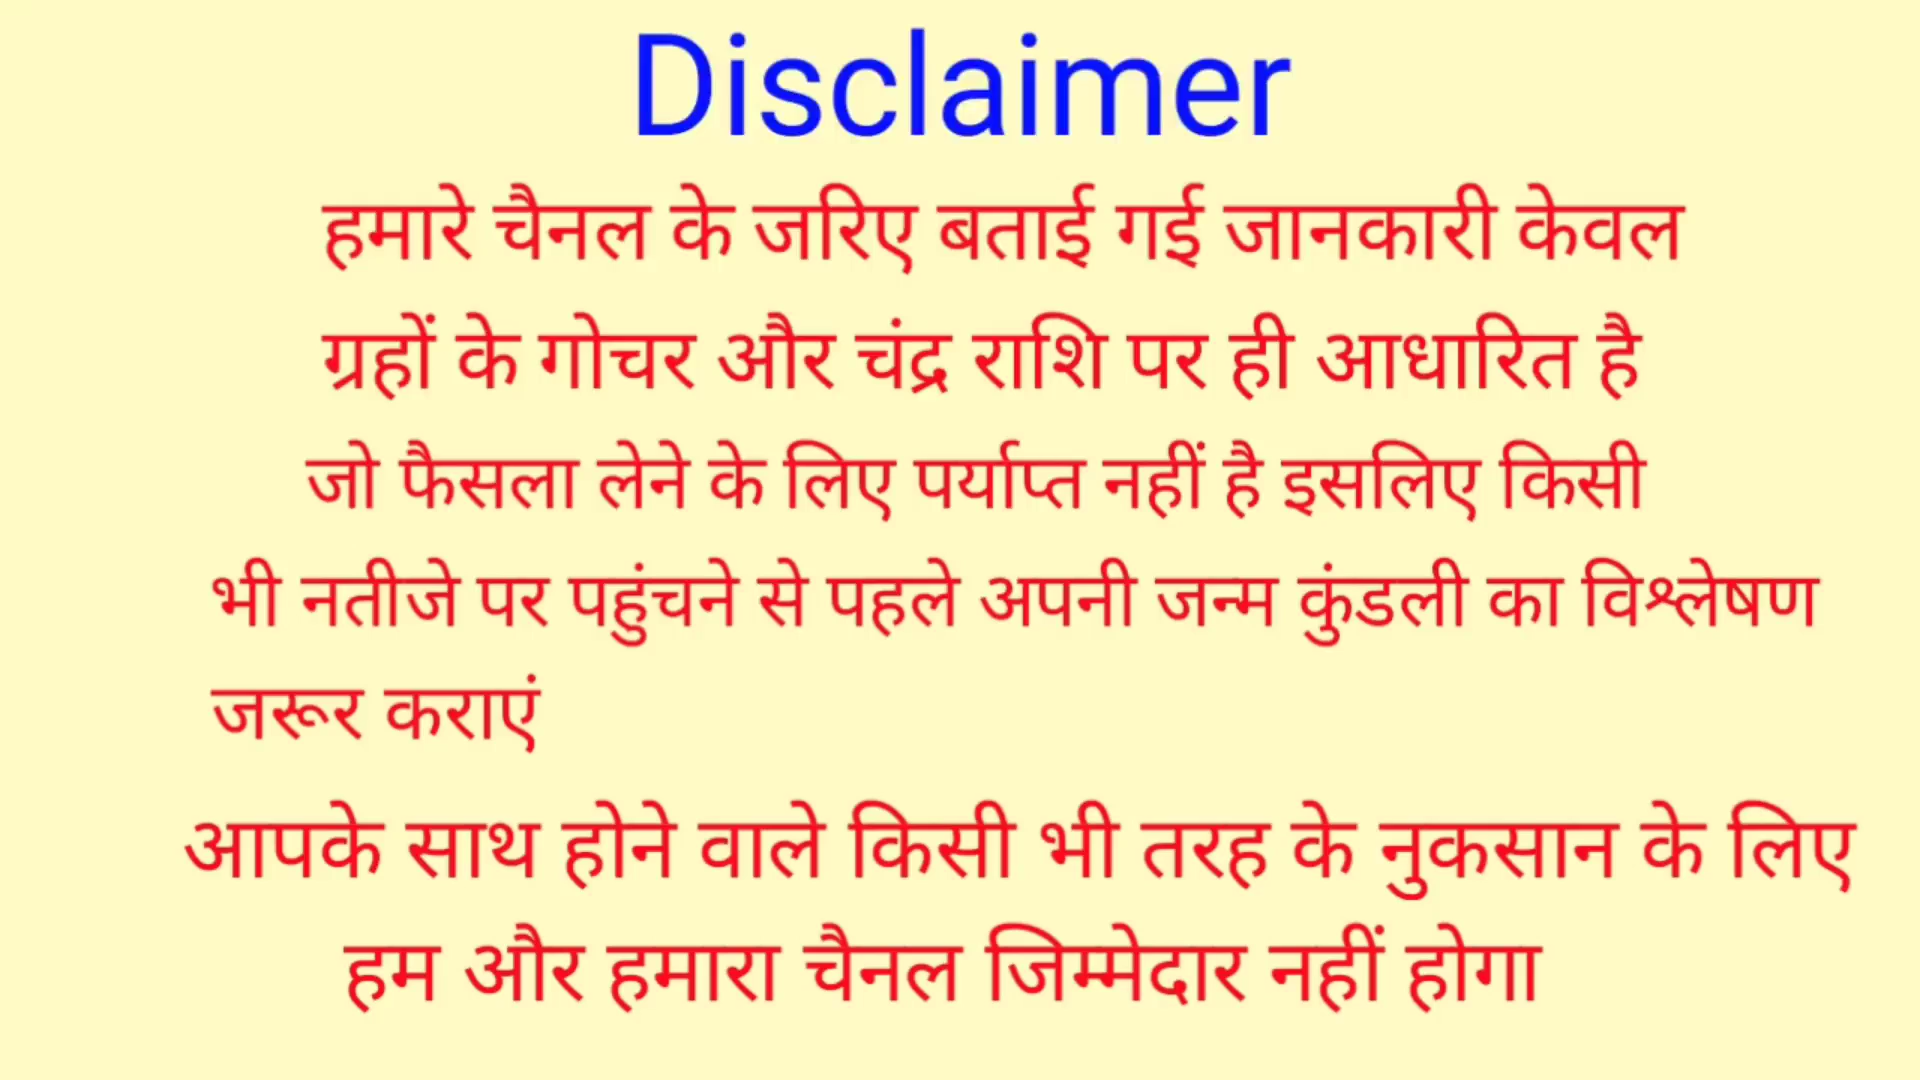 Disclaimer
हमारे चैनल के जरिए बताई गई जानकारी केवल
ग्रहों के गोचर और चंद्र राशि पर ही आधारित है
जो फैसला लेने के लिए पर्याप्त नहीं है इसलिए किसी
भी नतीजे पर पहुंचने से पहले अपनी जन्म कुंडली का विश्लेषण
जरूर कराएं
आपके साथ होने वाले किसी भी तरह के नुकसान के लिए
हम और हमारा चैनल जिम्मेदार नहीं होगा